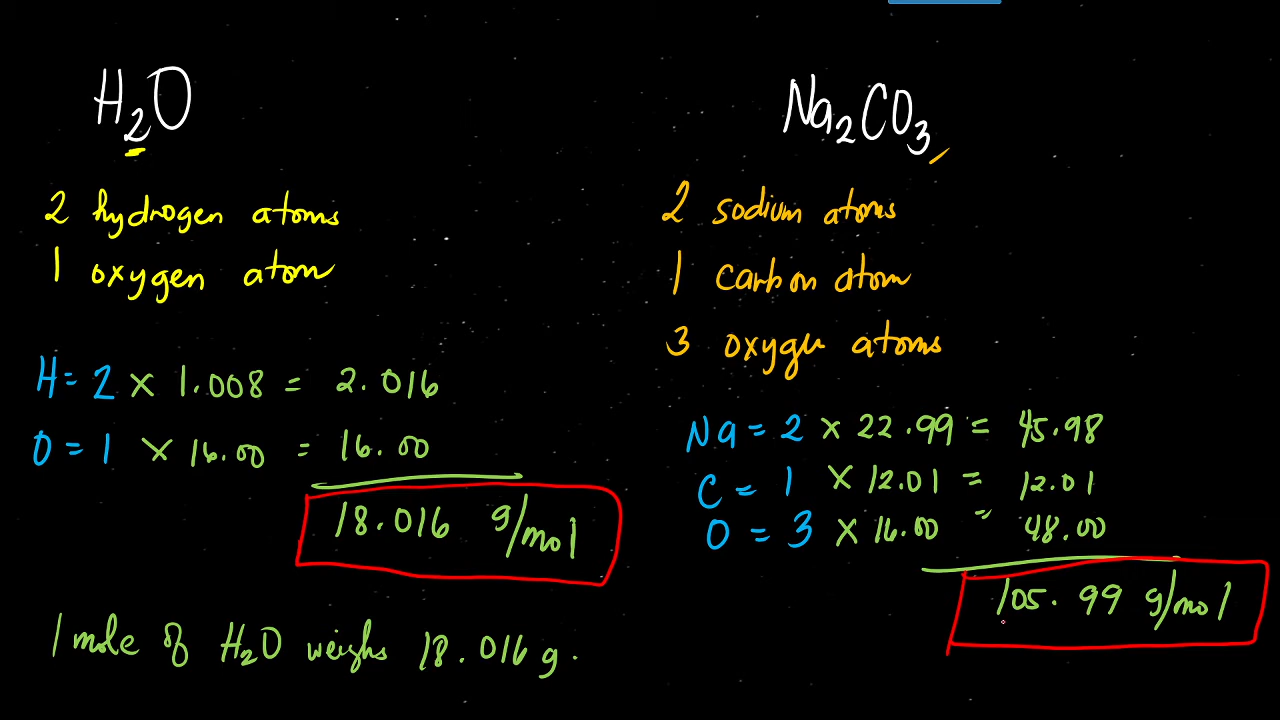 H₂O
2 hydrogen atoms
1 oxygen atom
H = 2 × 1.008 = 2.016
O = 1 × 16.00 = 16.00
18.016 g/mol
1 mole of H₂O weighs 18.016 g.
Na₂CO₃
2 sodium atoms
1 carbon atom
3 oxygen atoms
Na = 2 × 22.99 = 45.98
C = 1 × 12.01 = 12.01
O = 3 × 16.00 = 48.00
105.99 g/mol